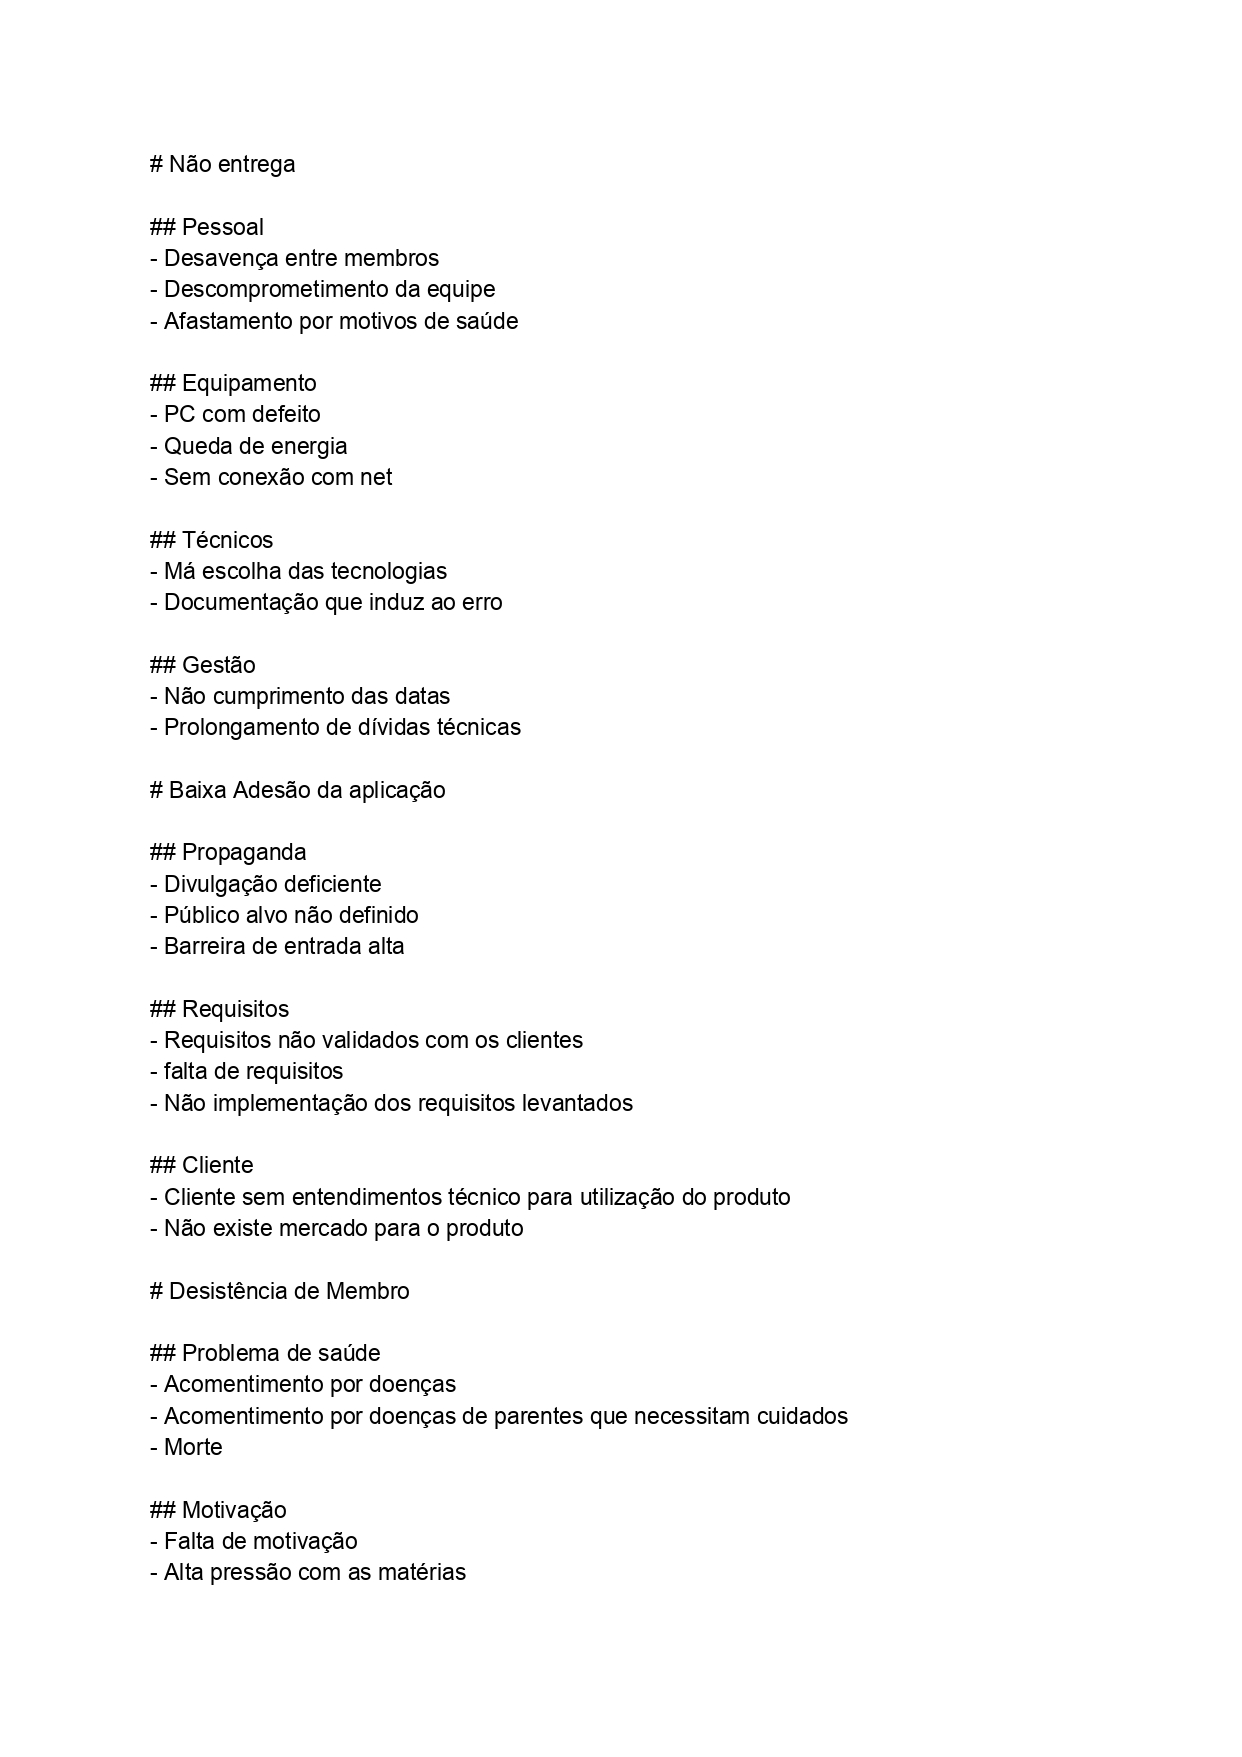 # Não entrega
## Pessoal
- Desavença entre membros
- Descomprometimento da equipe
- Afastamento por motivos de saúde
## Equipamento
- PC com defeito
- Queda de energia
- Sem conexão com net
## Técnicos
- Má escolha das tecnologias
- Documentação que induz ao erro
## Gestão
- Não cumprimento das datas
- Prolongamento de dívidas técnicas
# Baixa Adesão da aplicação
## Propaganda
- Divulgação deficiente
- Público alvo não definido
- Barreira de entrada alta
## Requisitos
- Requisitos não validados com os clientes
- falta de requisitos
- Não implementação dos requisitos levantados
## Cliente
- Cliente sem entendimentos técnico para utilização do produto
- Não existe mercado para o produto
# Desistência de Membro
## Problema de saúde
- Acomentimento por doenças
- Acomentimento por doenças de parentes que necessitam cuidados
- Morte
## Motivação
- Falta de motivação
- Alta pressão com as matérias